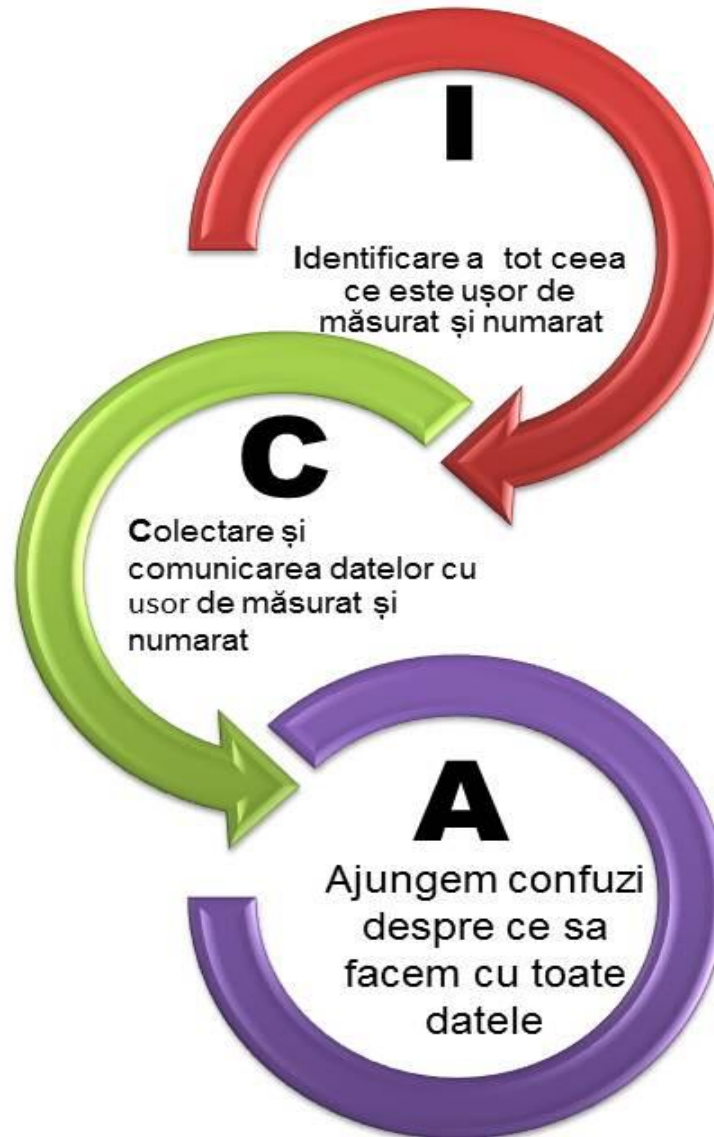 I
Identificare a tot ceea
ce este ușor de
măsurat și numarat
C
Colectare și
comunicarea datelor cu
usor de măsurat și
numarat
A
Ajungem confuzi
despre ce sa
facem cu toate
datele